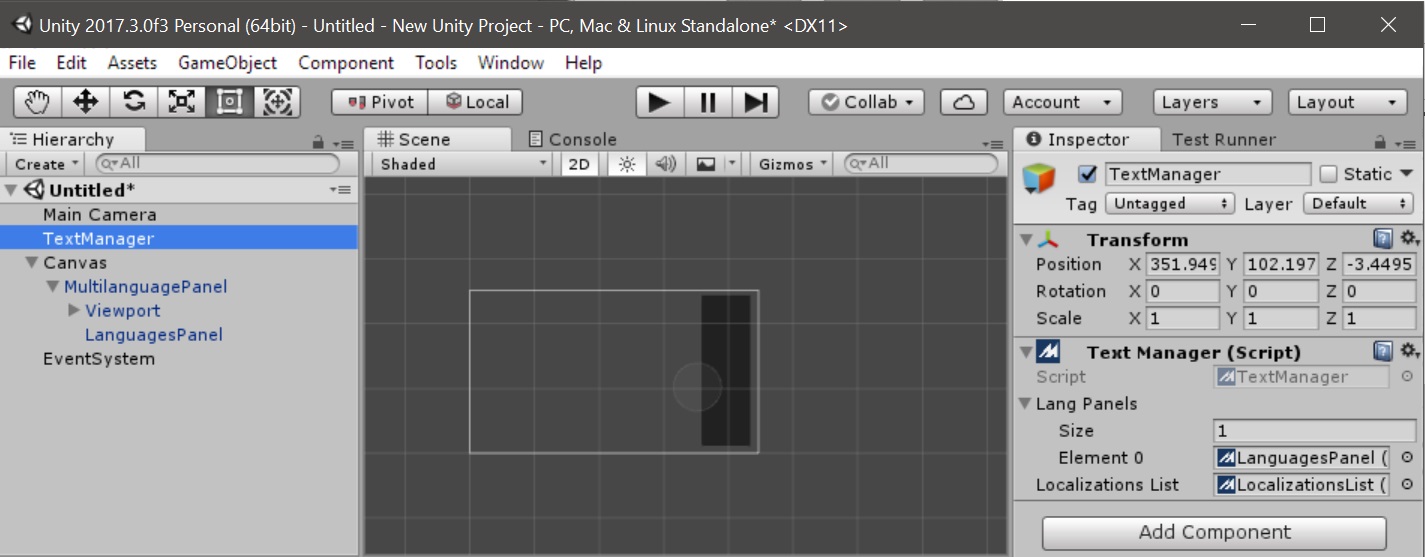 Unity 2017.3.0f3 Personal (64bit) - Untitled - New Unity Project - PC, Mac & Linux Standalone* <DX11>
File Edit Assets GameObject Component Tools Window Help
Pivot Local Collab Account Layers Layout
Hierarchy
Create All
Untitled*
Main Camera
TextManager
Canvas
MultilanguagePanel
Viewport
LanguagesPanel
EventSystem
Scene Console
Shaded 2D Gizmos All
Inspector Test Runner
TextManager Static
Tag Untagged Layer Default
Transform
Position X 351.949 Y 102.197 Z -3.4495
Rotation X 0 Y 0 Z 0
Scale X 1 Y 1 Z 1
Text Manager (Script)
Script TextManager
Lang Panels
Size 1
Element 0 LanguagesPanel (
Localizations List LocalizationsList (
Add Component